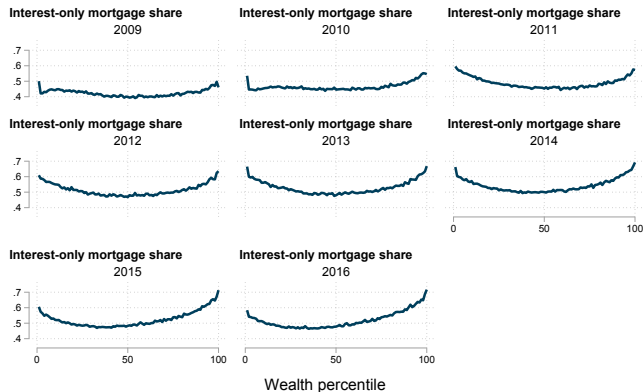 Interest-only mortgage share Interest-only mortgage share Interest-only mortgage share
2009 2010 2011
.7
.6
.5
.4
Interest-only mortgage share Interest-only mortgage share Interest-only mortgage share
2012 2013 2014
.7
.6
.5
.4
0 50 100
Interest-only mortgage share Interest-only mortgage share
2015 2016
.7
.6
.5
.4
0 50 100 0 50 100
Wealth percentile